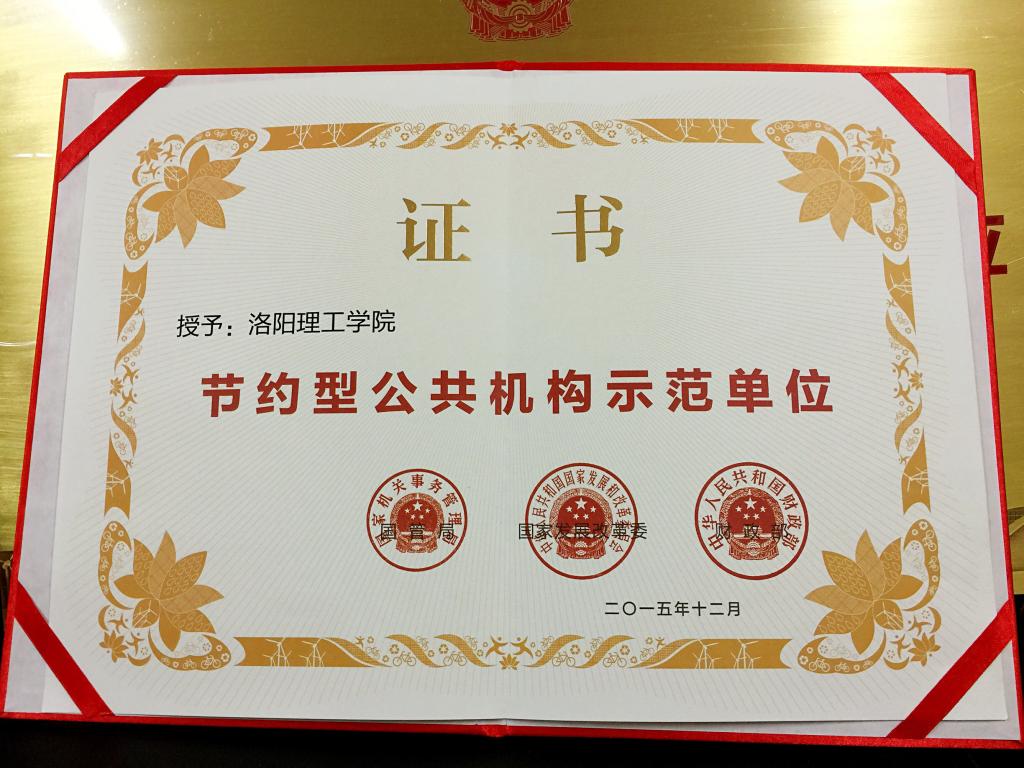 证 书
授予：洛阳理工学院
节约型公共机构示范单位
国家机关事务管理局
中华人民共和国国家发展和改革委员会
中华人民共和国财政部
国 管 局 国家发展改革委 财 政 部
二〇一五年十二月
位